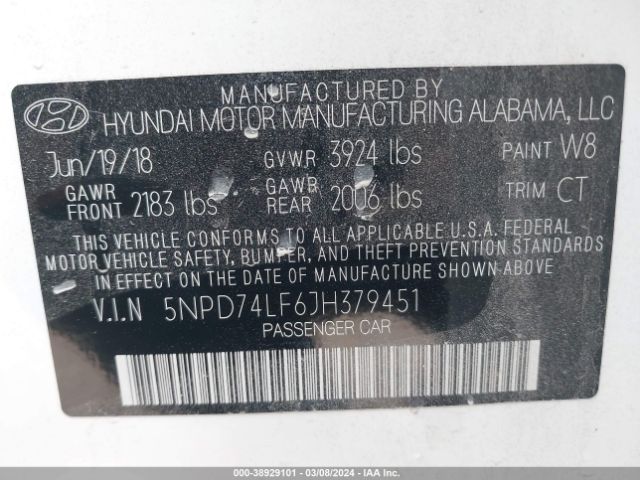 MANUFACTURED BY
HYUNDAI MOTOR MANUFACTURING ALABAMA, LLC
Jun/19/18 GVWR 3924 lbs PAINT W8
GAWR FRONT 2183 lbs GAWR REAR 2006 lbs TRIM CT
THIS VEHICLE CONFORMS TO ALL APPLICABLE U.S.A. FEDERAL
MOTOR VEHICLE SAFETY, BUMPER, AND THEFT PREVENTION STANDARDS
IN EFFECT ON THE DATE OF MANUFACTURE SHOWN ABOVE.
V.I.N 5NPD74LF6JH379451
PASSENGER CAR
000-38929101 - 03/08/2024 - IAA Inc.